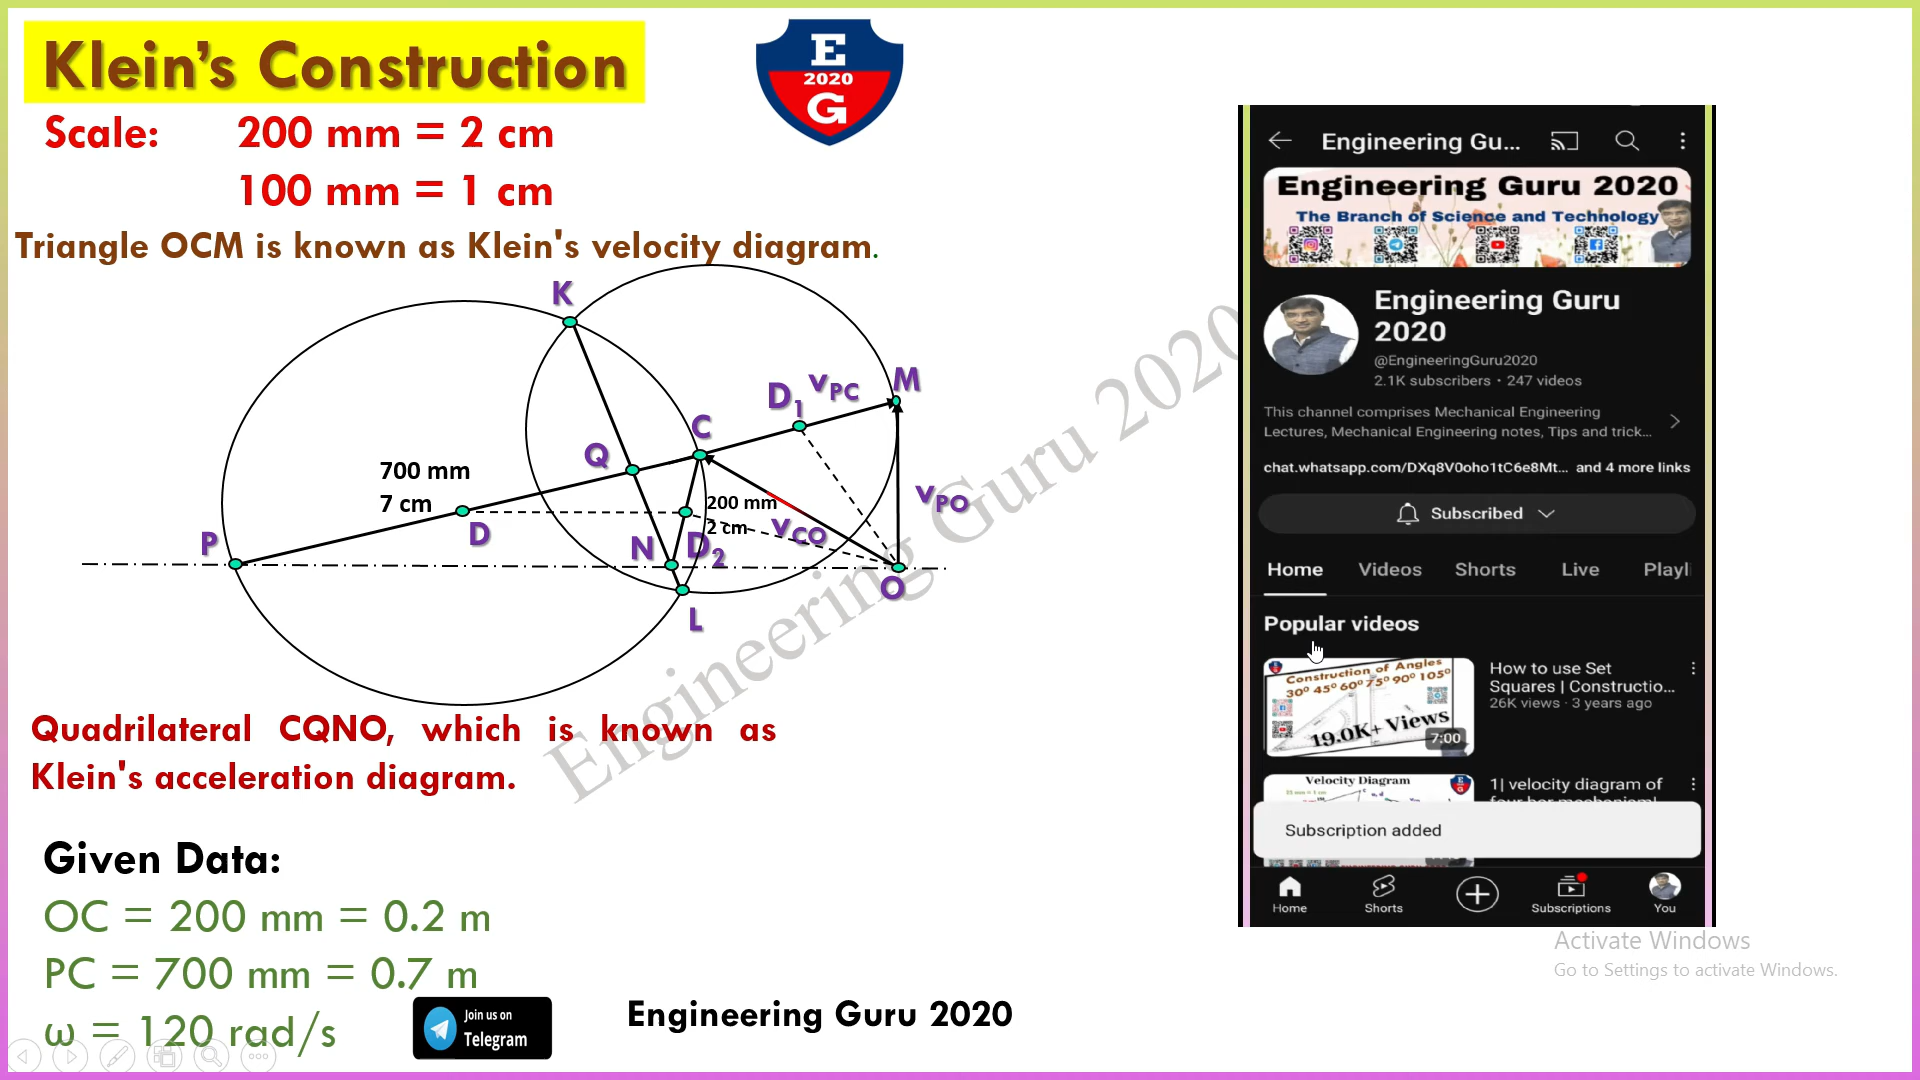 Klein's Construction
E
2020
G
Scale: 200 mm = 2 cm
100 mm = 1 cm
Triangle OCM is known as Klein's velocity diagram.
K
M
D1
vPC
C
Q
700 mm
7 cm
D
P
200 mm
2 cm
vPO
vCO
N
D2
O
L
Engineering Guru 2020
Quadrilateral CQNO, which is known as
Klein's acceleration diagram.
Given Data:
OC = 200 mm = 0.2 m
PC = 700 mm = 0.7 m
ω = 120 rad/s
Join us on
Telegram
Engineering Guru 2020
Engineering Gu...
Engineering Guru 2020
The Branch of Science and Technology
Engineering Guru
2020
@EngineeringGuru2020
2.1K subscribers • 247 videos
This channel comprises Mechanical Engineering
Lectures, Mechanical Engineering notes, Tips and trick...
chat.whatsapp.com/DXq8V0oho1tC6e8Mt... and 4 more links
Subscribed
Home Videos Shorts Live Playl
Popular videos
Construction of Angles
30° 45° 60° 75° 90° 105°
19.0K+ Views
7:00
How to use Set
Squares | Constructio...
26K views · 3 years ago
Velocity Diagram
1| velocity diagram of
four bar mechanism|
Subscription added
Home Shorts Subscriptions You
Activate Windows
Go to Settings to activate Windows.